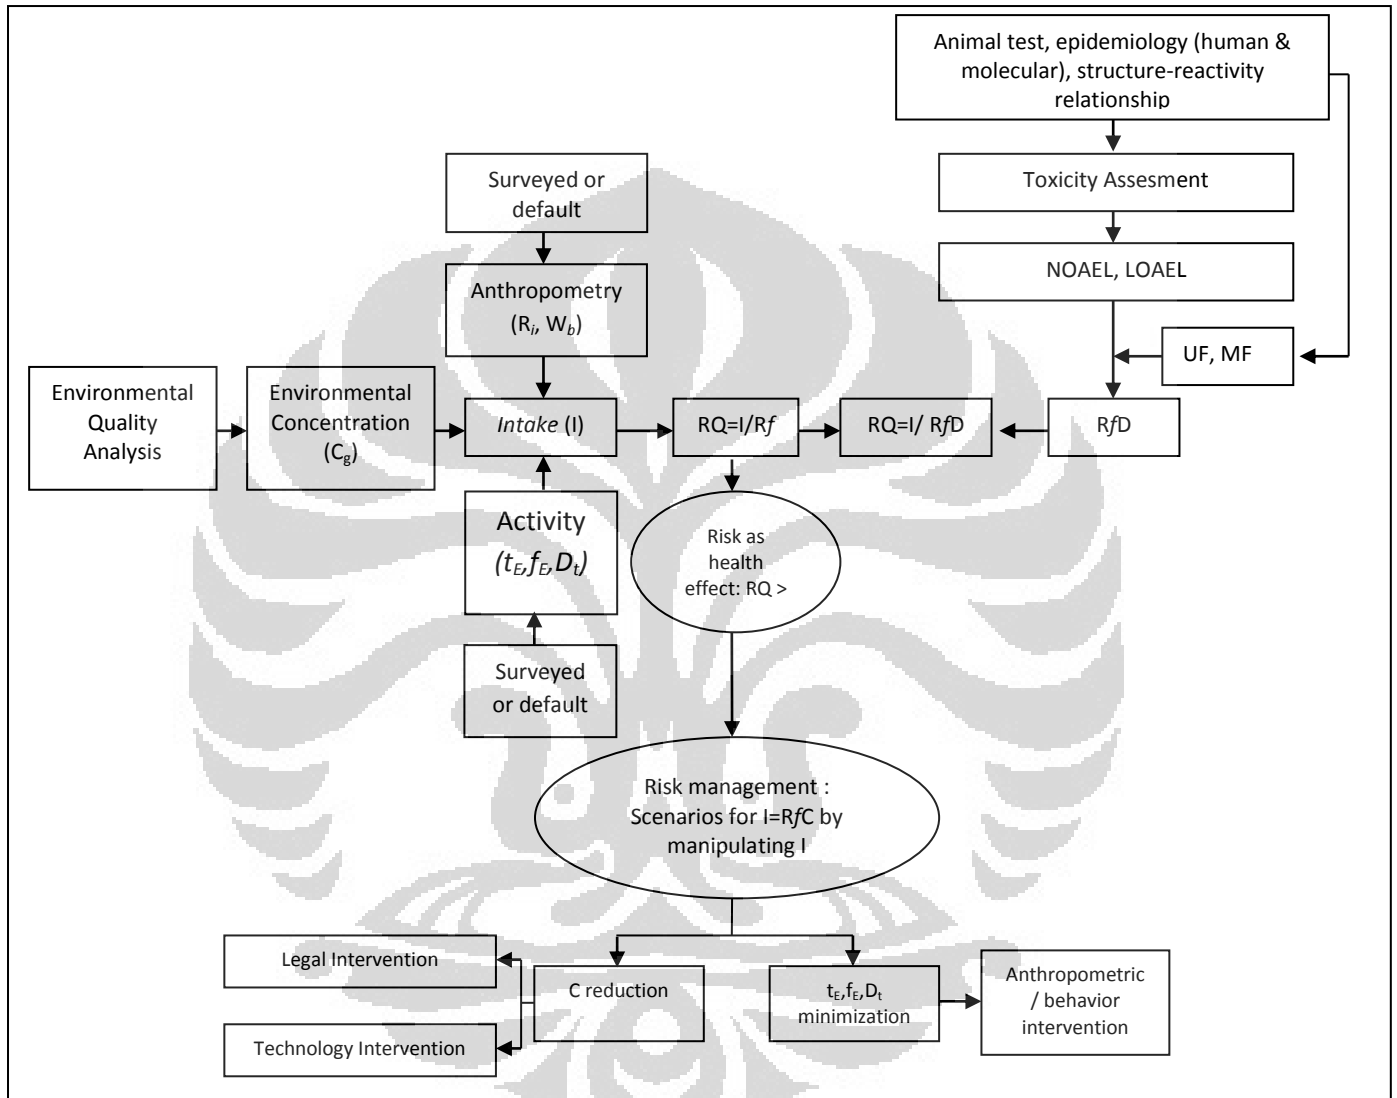 Animal test, epidemiology (human &
molecular), structure-reactivity
relationship
Surveyed or
default
Toxicity Assesment
Anthropometry
(Ri, Wb)
NOAEL, LOAEL
UF, MF
Environmental
Quality
Analysis
Environmental
Concentration
(Cg)
Intake (I)
RQ=I/Rf
RQ=I/ RfD
RfD
Activity
(tE,fE,Dt)
Risk as
health
effect: RQ >
Surveyed
or default
Risk management :
Scenarios for I=RfC by
manipulating I
Legal Intervention
Technology Intervention
C reduction
tE,fE,Dt
minimization
Anthropometric
/ behavior
intervention